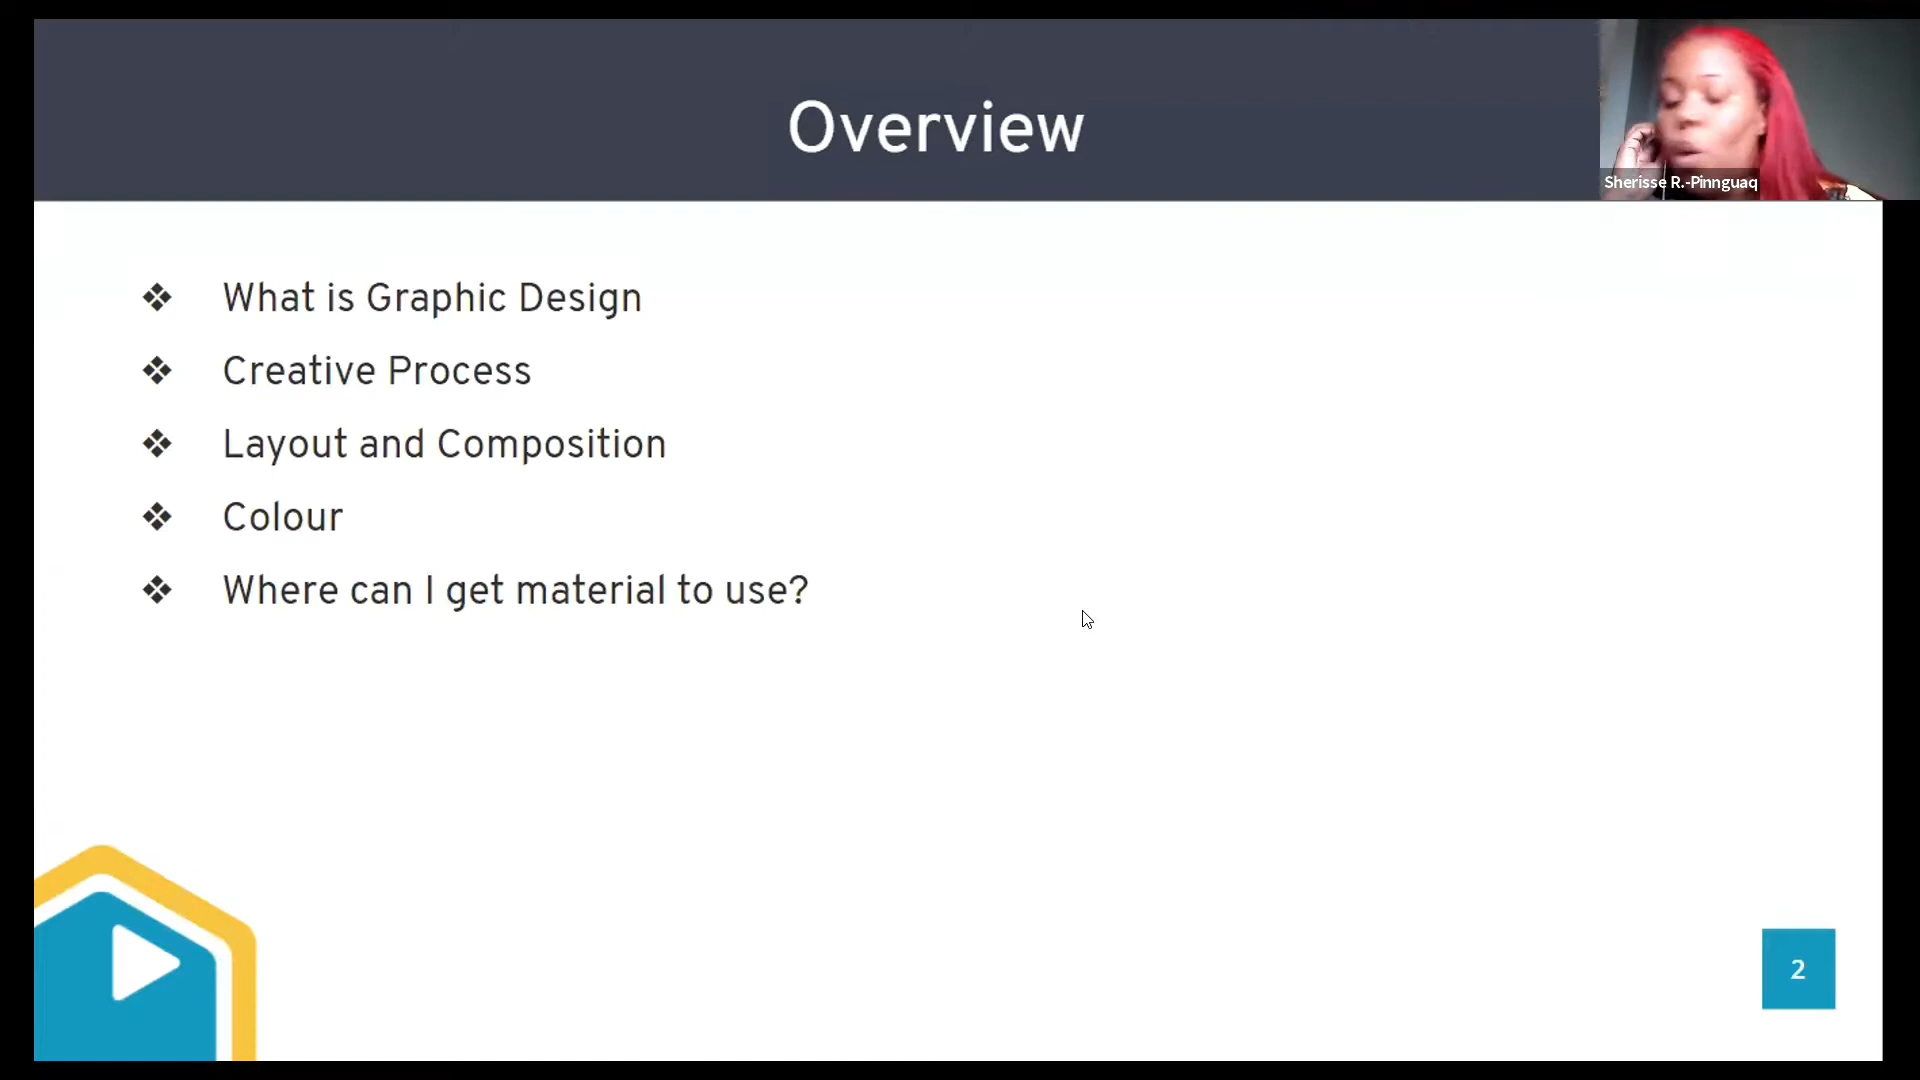 Overview
Sherisse R.-Pinnguaq
❖ What is Graphic Design
❖ Creative Process
❖ Layout and Composition
❖ Colour
❖ Where can I get material to use?
2